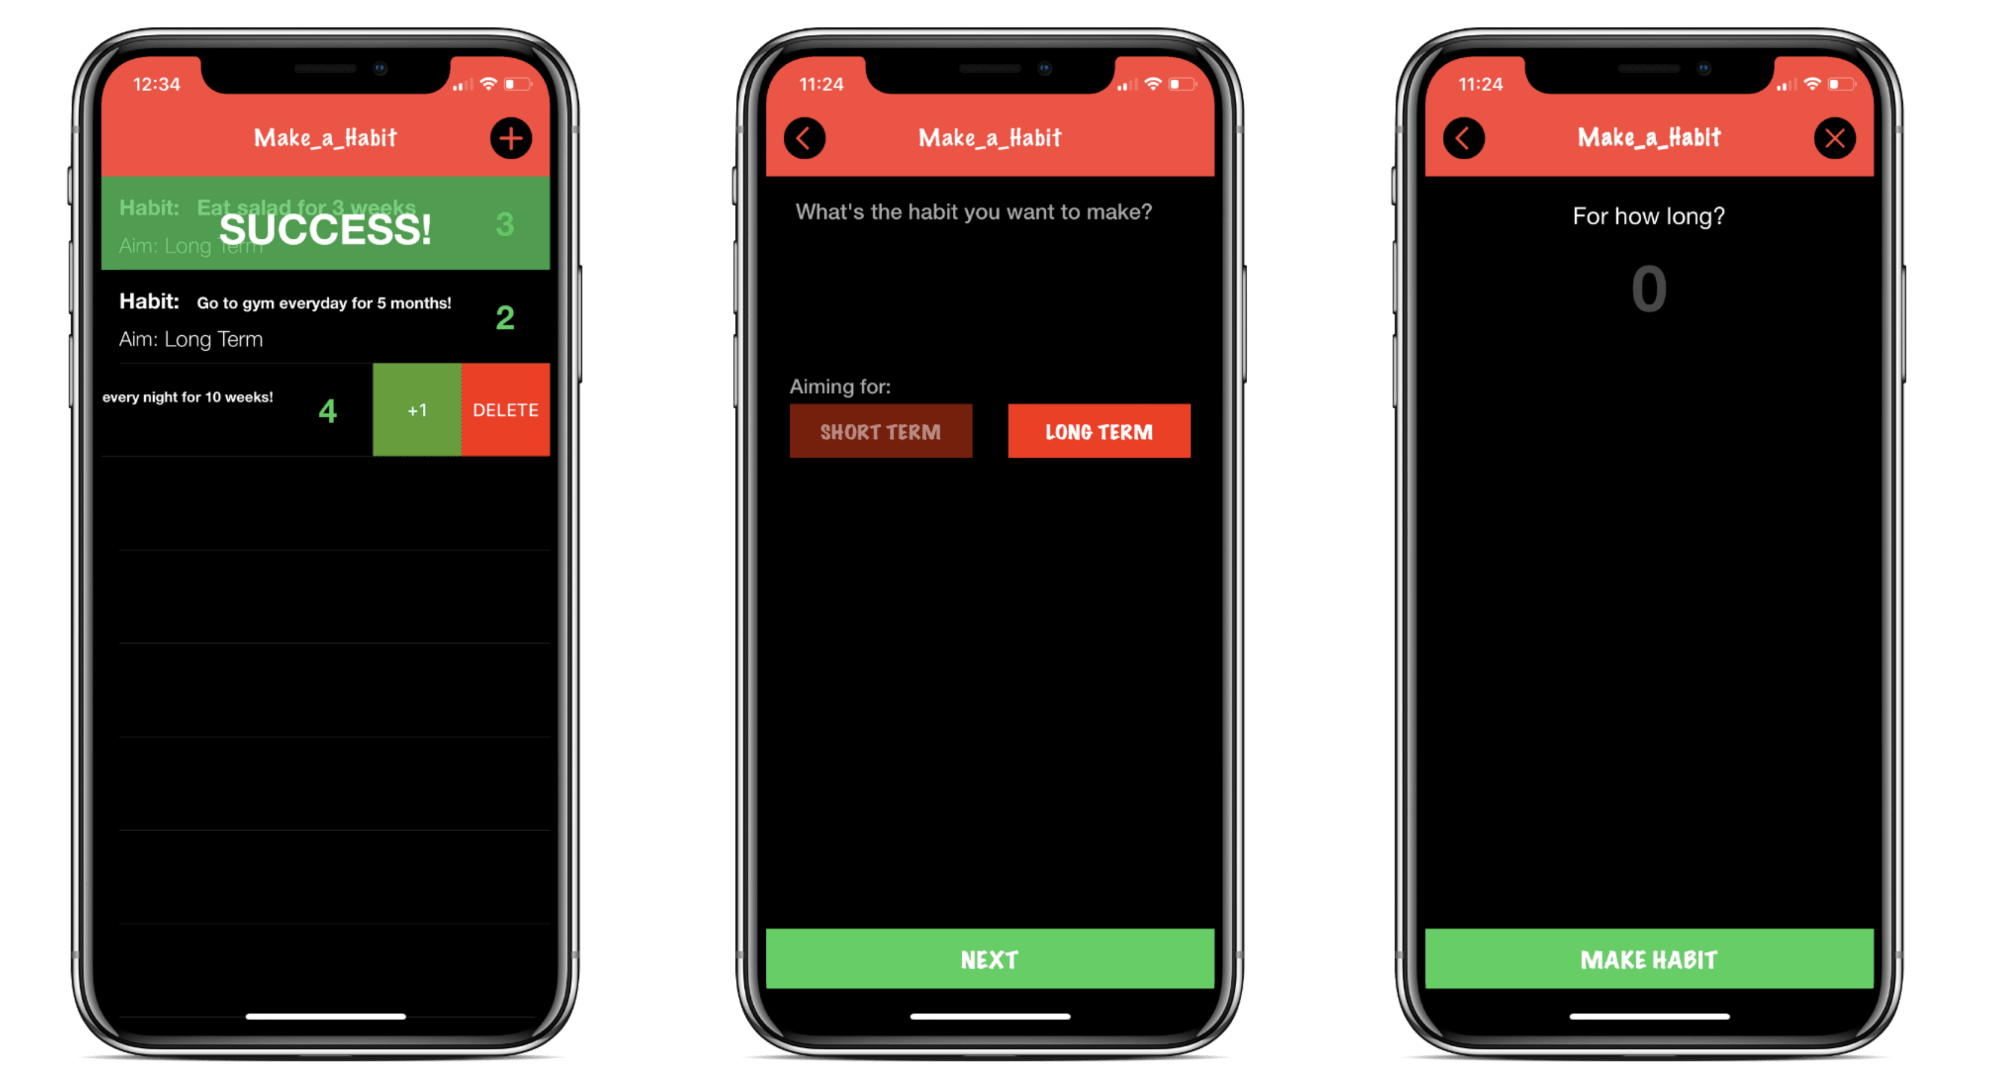 12:34
Make_a_Habit
Habit: Eat salad for 3 weeks
3
SUCCESS!
Aim: Long Term
Habit: Go to gym everyday for 5 months!
2
Aim: Long Term
every night for 10 weeks!
4
+1
DELETE
11:24
Make_a_Habit
What's the habit you want to make?
Aiming for:
SHORT TERM
LONG TERM
NEXT
11:24
Make_a_Habit
For how long?
0
MAKE HABIT